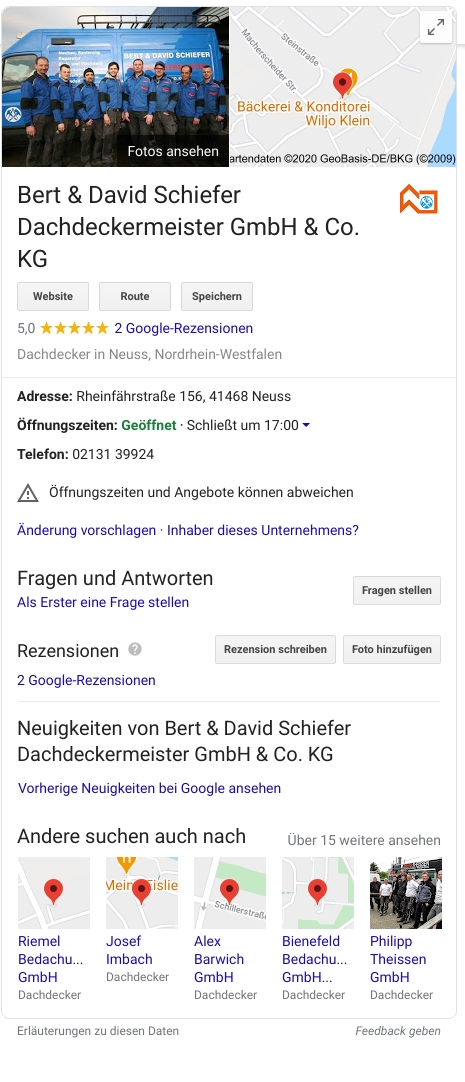 BERT & DAVID SCHIEFER
Fotos ansehen
Steinstraße
Macherscheider Str.
Bäckerei & Konditorei
Wiljo Klein
artendaten ©2020 GeoBasis-DE/BKG (©2009)
Bert & David Schiefer
Dachdeckermeister GmbH & Co.
KG
Website Route Speichern
5,0 ★★★★★ 2 Google-Rezensionen
Dachdecker in Neuss, Nordrhein-Westfalen
Adresse: Rheinfährstraße 156, 41468 Neuss
Öffnungszeiten: Geöffnet · Schließt um 17:00
Telefon: 02131 39924
Öffnungszeiten und Angebote können abweichen
Änderung vorschlagen · Inhaber dieses Unternehmens?
Fragen und Antworten
Fragen stellen
Als Erster eine Frage stellen
Rezensionen ? Rezension schreiben Foto hinzufügen
2 Google-Rezensionen
Neuigkeiten von Bert & David Schiefer
Dachdeckermeister GmbH & Co. KG
Vorherige Neuigkeiten bei Google ansehen
Andere suchen auch nach Über 15 weitere ansehen
Schillerstraße
Riemel
Bedachu...
GmbH
Dachdecker
Josef
Imbach
Dachdecker
Alex
Barwich
GmbH
Dachdecker
Bienefeld
Bedachu...
GmbH...
Dachdecker
Philipp
Theissen
GmbH
Dachdecker
Erläuterungen zu diesen Daten Feedback geben